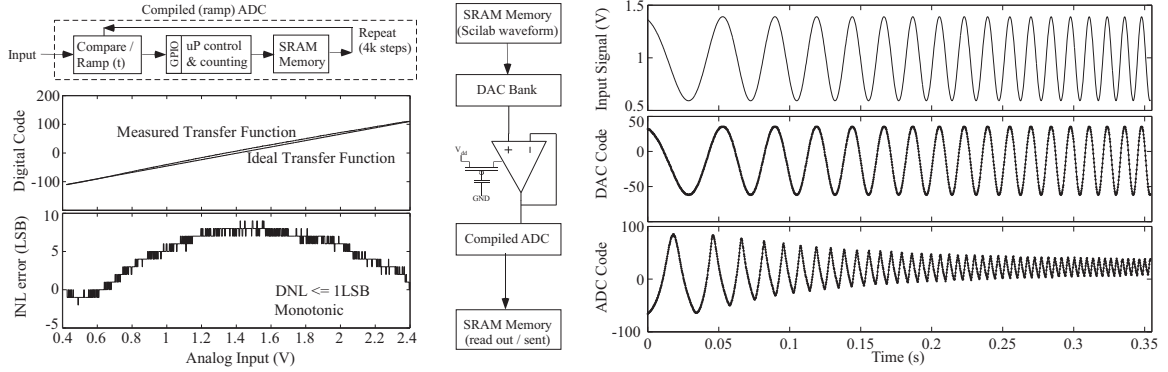 Compiled (ramp) ADC
Input
Compare /
Ramp (t)
GPIO
uP control
& counting
SRAM
Memory
Repeat
(4k steps)
Digital Code
200
100
0
-100
Measured Transfer Function
Ideal Transfer Function
INL error (LSB)
10
5
0
-5
DNL <= 1LSB
Monotonic
0.4
0.6
0.8
1
1.2
1.4
1.6
1.8
2
2.2
2.4
Analog Input (V)
SRAM Memory
(Scilab waveform)
DAC Bank
V_dd
GND
+
−
Compiled ADC
SRAM Memory
(read out / sent)
Input Signal (V)
1.5
1
0.5
DAC Code
50
0
-50
ADC Code
100
0
-100
0
0.05
0.1
0.15
0.2
0.25
0.3
0.35
Time (s)